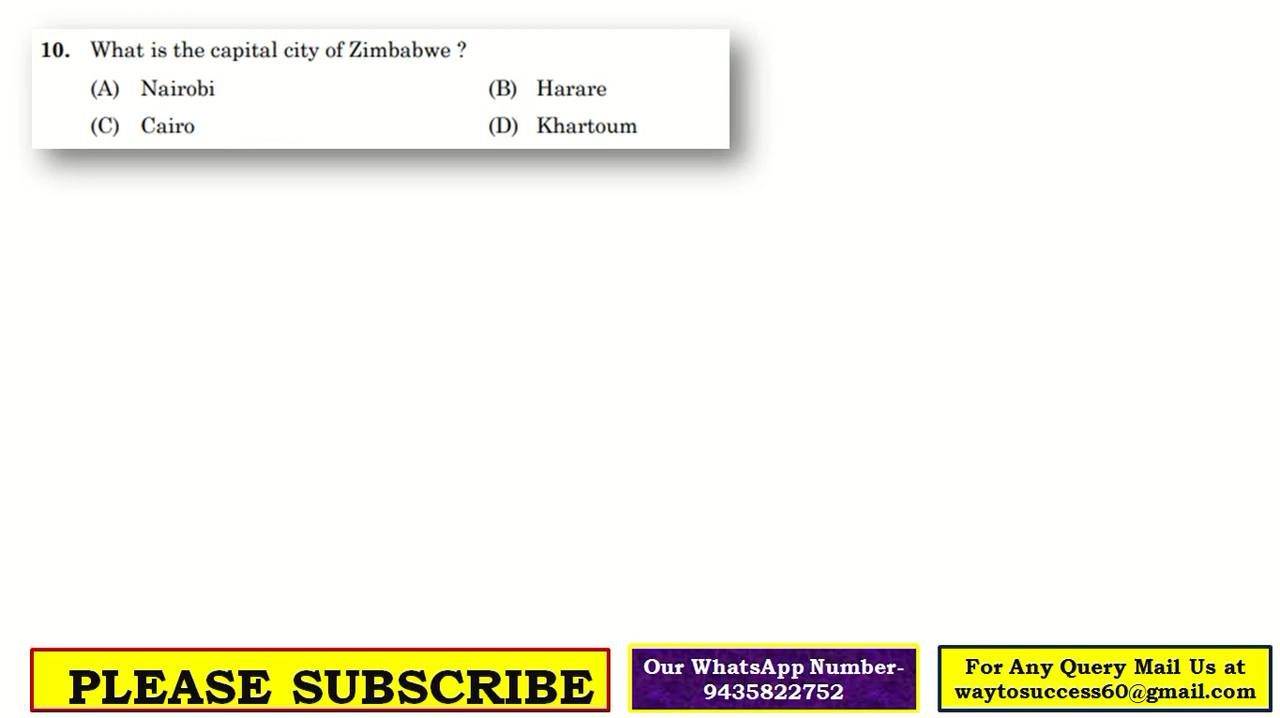 10. What is the capital city of Zimbabwe ?
(A) Nairobi (B) Harare
(C) Cairo (D) Khartoum
PLEASE SUBSCRIBE
Our WhatsApp Number-
9435822752
For Any Query Mail Us at
waytosuccess60@gmail.com